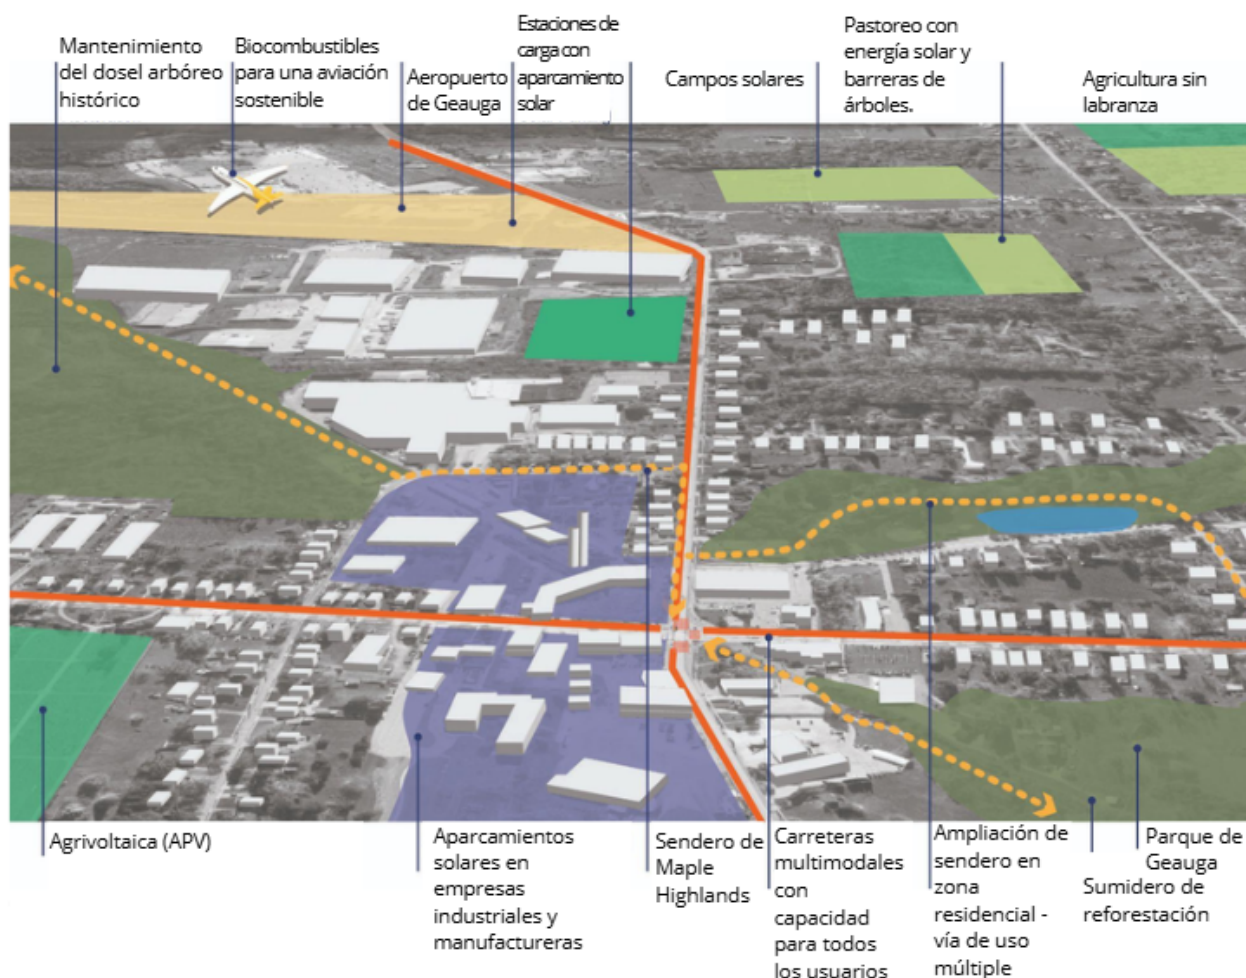 Mantenimiento
del dosel arbóreo
histórico
Biocombustibles
para una aviación
sostenible
Aeropuerto
de Geauga
Estaciones de
carga con
aparcamiento
solar
Campos solares
Pastoreo con
energía solar y
barreras de
árboles.
Agricultura sin
labranza
Agrivoltaica (APV)
Aparcamientos
solares en
empresas
industriales y
manufactureras
Sendero de
Maple
Highlands
Carreteras
multimodales
con
capacidad
para todos
los usuarios
Ampliación de
sendero en
zona
residencial -
vía de uso
múltiple
Sumidero de
reforestación
Parque de
Geauga